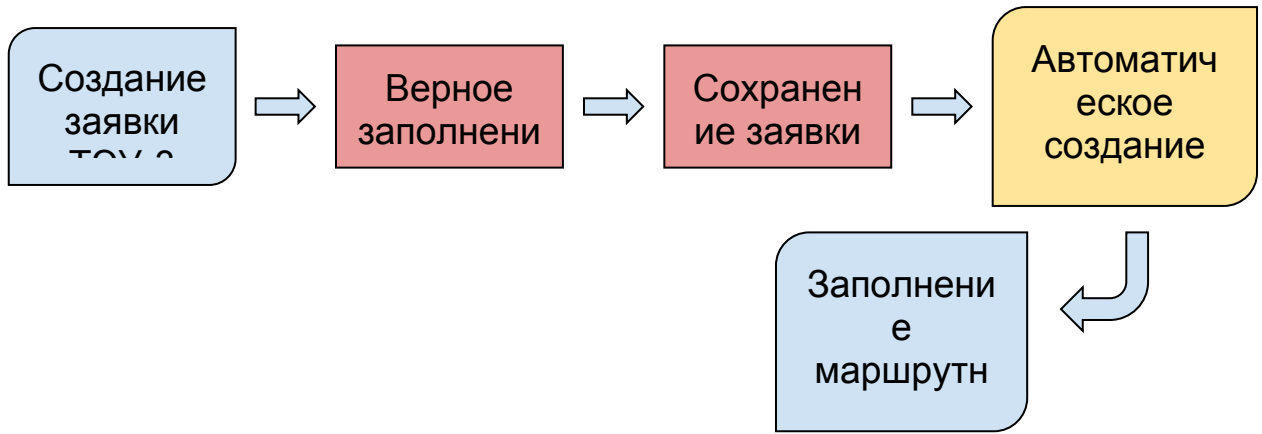 Создание
заявки
Верное
заполнени
Сохранен
ие заявки
Автоматич
еское
создание
Заполнени
е
маршрутн